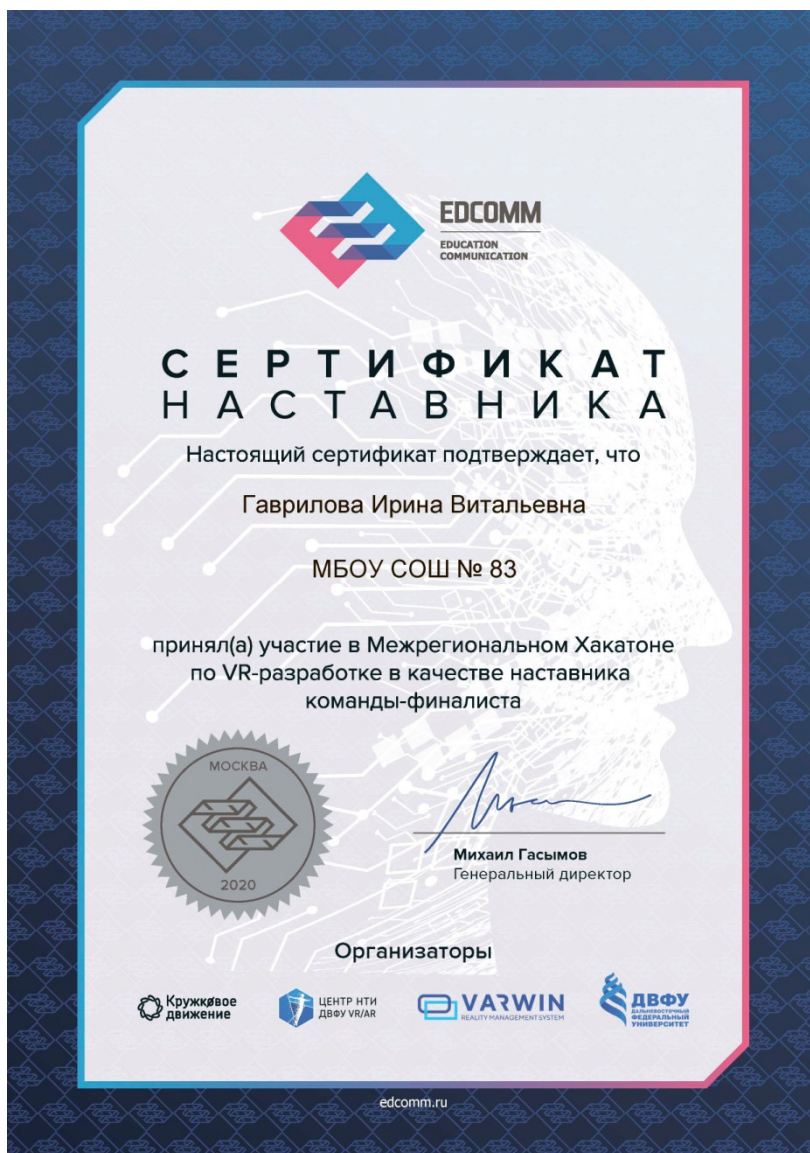 EDCOMM
EDUCATION
COMMUNICATION
СЕРТИФИКАТ
НАСТАВНИКА
Настоящий сертификат подтверждает, что
Гаврилова Ирина Витальевна
МБОУ СОШ № 83
принял(а) участие в Межрегиональном Хакатоне
по VR-разработке в качестве наставника
команды-финалиста
МОСКВА
2020
Михаил Гасымов
Генеральный директор
Организаторы
Кружковое
движение
ЦЕНТР НТИ
ДВФУ VR/AR
VARWIN
REALITY MANAGEMENT SYSTEM
ДВФУ
ДАЛЬНЕВОСТОЧНЫЙ
ФЕДЕРАЛЬНЫЙ
УНИВЕРСИТЕТ
edcomm.ru